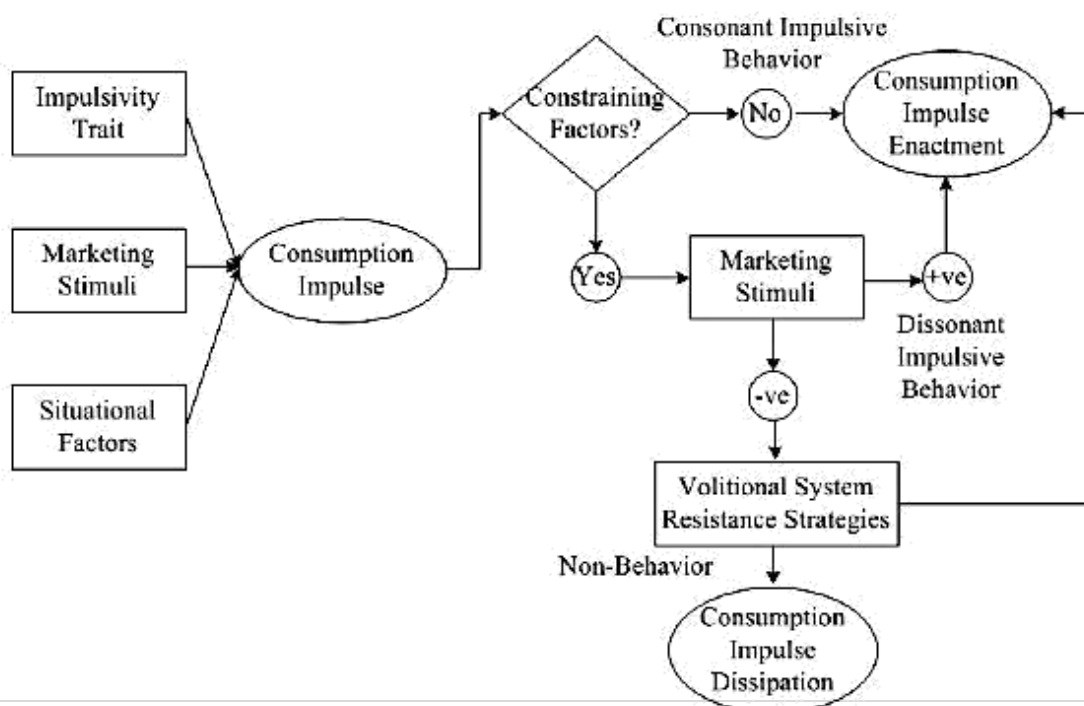 Impulsivity
Trait
Marketing
Stimuli
Situational
Factors
Consumption
Impulse
Constraining
Factors?
Consonant Impulsive
Behavior
No
Consumption
Impulse
Enactment
Yes
Marketing
Stimuli
+ve
Dissonant
Impulsive
Behavior
-ve
Volitional System
Resistance Strategies
Non-Behavior
Consumption
Impulse
Dissipation